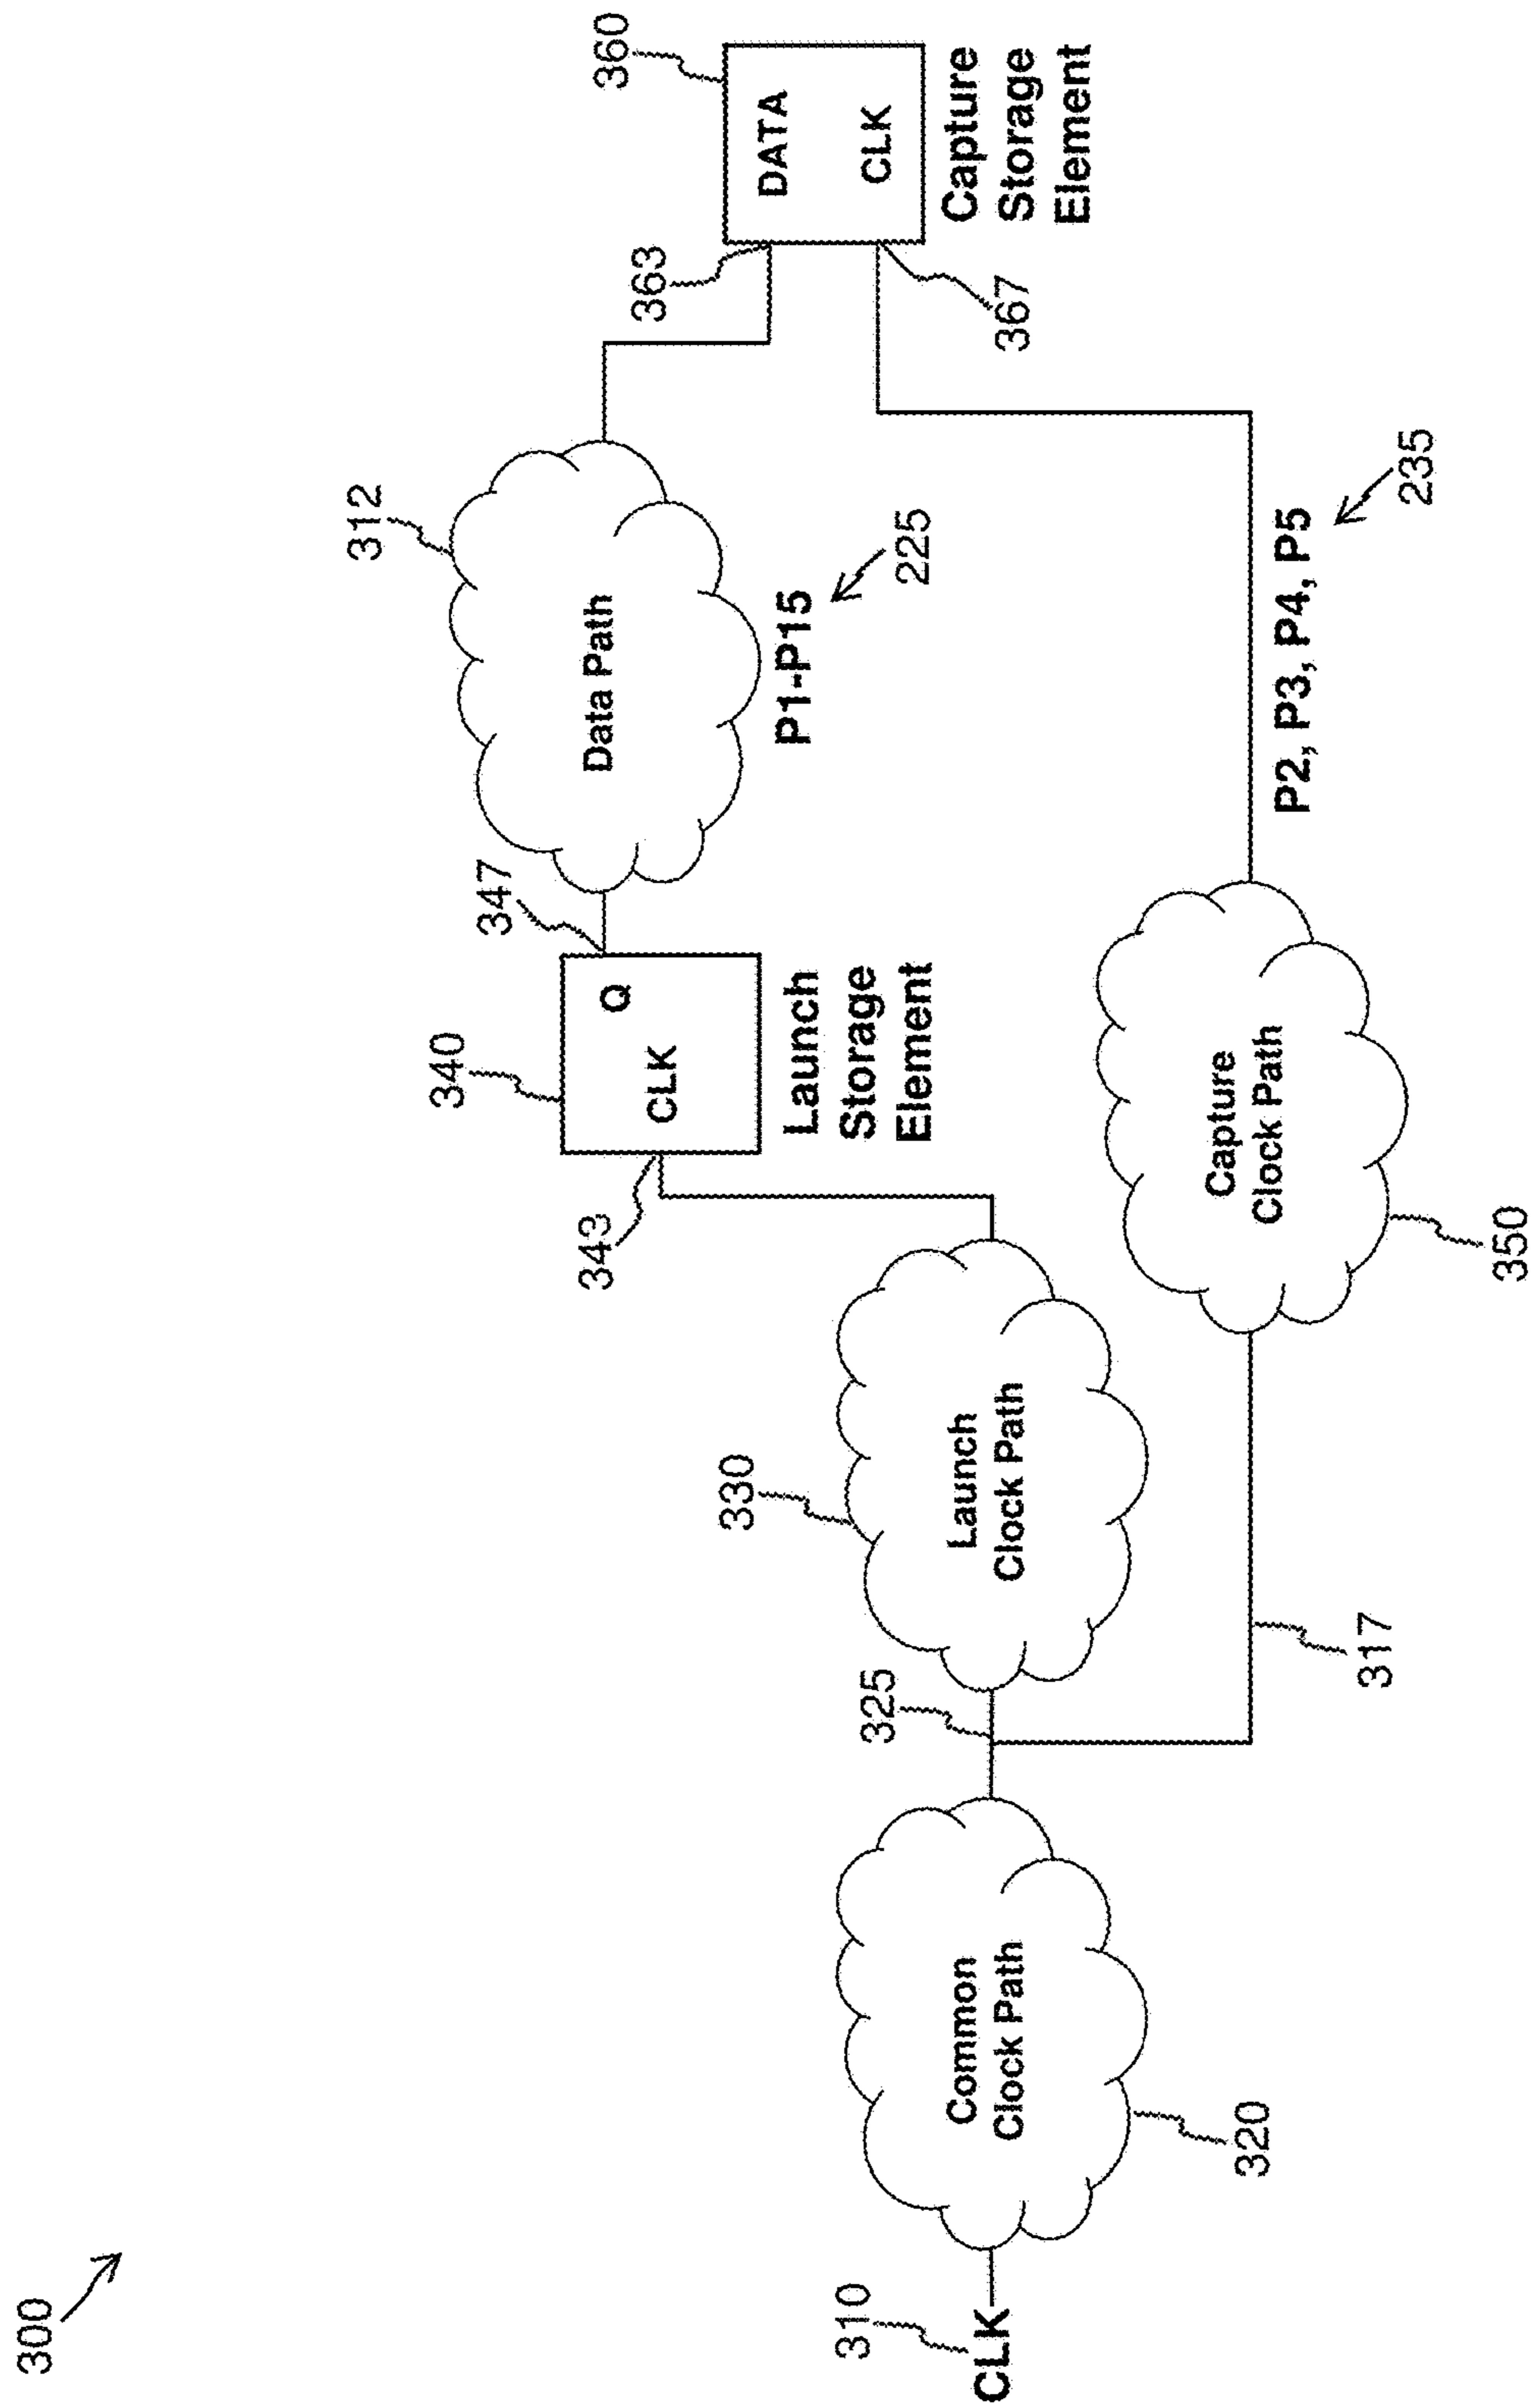 300
310
CLK
320
Common
Clock Path
325
317
330
Launch
Clock Path
343
340
CLK
Q
347
Launch
Storage
Element
350
Capture
Clock Path
312
Data Path
P1-P15
225
P2, P3, P4, P5
235
363
367
360
DATA
CLK
Capture
Storage
Element